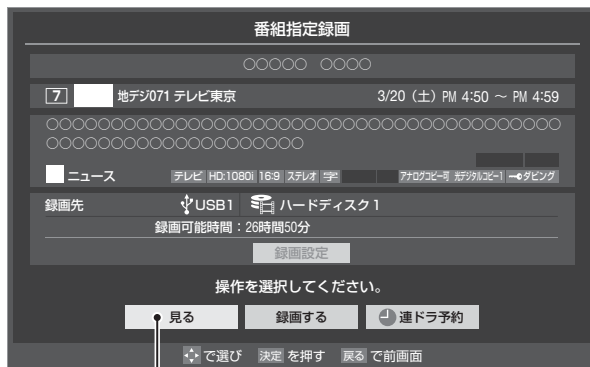 番組指定録画
○○○○○ ○○○○
7 地デジ071 テレビ東京 3/20（土）PM 4:50 ～ PM 4:59
○○○○○○○○○○○○○○○○○○○○○○○○○○○○○○○○○○○○
○○○○○○○○○○○○○○○○○○
ニュース テレビ HD:1080i 16:9 ステレオ 字 アナログコピー可 光デジタルコピー1 ダビング
録画先 USB1 ハードディスク1
録画可能時間：26時間50分
録画設定
操作を選択してください。
見る 録画する 連ドラ予約
で選び 決定 を押す 戻る で前画面